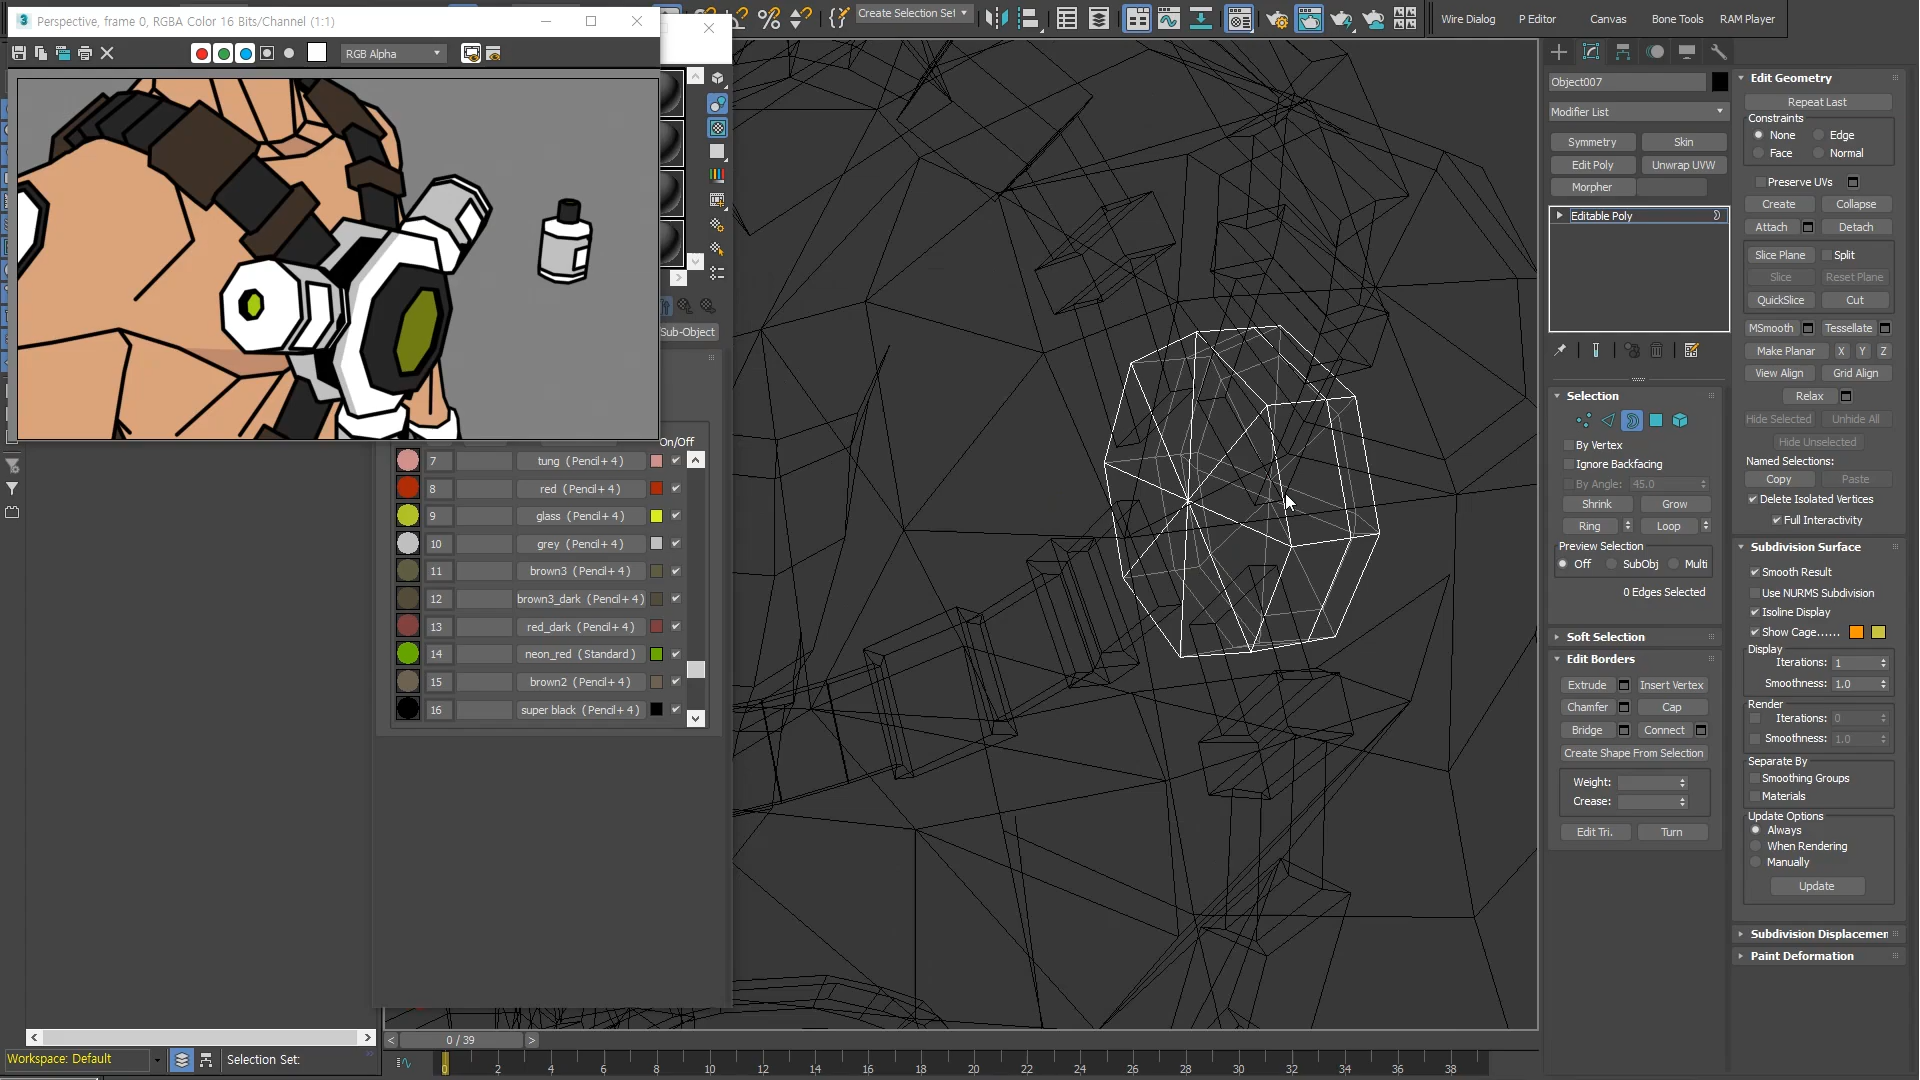 Perspective, frame 0, RGBA Color 16 Bits/Channel (1:1)
RGB Alpha
Create Selection Set
Wire Dialog
P Editor
Canvas
Bone Tools
RAM Player
Sub-Object
On/Off
7 tung (Pencil+ 4)
8 red (Pencil+ 4)
9 glass (Pencil+ 4)
10 grey (Pencil+ 4)
11 brown3 (Pencil+ 4)
12 brown3_dark (Pencil+ 4)
13 red_dark (Pencil+ 4)
14 neon_red (Standard )
15 brown2 (Pencil+ 4)
16 super black (Pencil+ 4)
Object007
Modifier List
Symmetry Skin
Edit Poly Unwrap UVW
Morpher
Editable Poly
Selection
By Vertex
Ignore Backfacing
By Angle: 45.0
Shrink Grow
Ring Loop
Preview Selection
Off SubObj Multi
0 Edges Selected
Soft Selection
Edit Borders
Extrude Insert Vertex
Chamfer Cap
Bridge Connect
Create Shape From Selection
Weight:
Crease:
Edit Tri. Turn
Edit Geometry
Repeat Last
Constraints
None Edge
Face Normal
Preserve UVs
Create Collapse
Attach Detach
Slice Plane Split
Slice Reset Plane
QuickSlice Cut
MSmooth Tessellate
Make Planar X Y Z
View Align Grid Align
Relax
Hide Selected Unhide All
Hide Unselected
Named Selections:
Copy Paste
Delete Isolated Vertices
Full Interactivity
Subdivision Surface
Smooth Result
Use NURMS Subdivision
Isoline Display
Show Cage......
Display
Iterations: 1
Smoothness: 1.0
Render
Iterations: 0
Smoothness: 1.0
Separate By
Smoothing Groups
Materials
Update Options
Always
When Rendering
Manually
Update
Subdivision Displacemen
Paint Deformation
< 0 / 39 >
Workspace: Default
Selection Set:
0 2 4 6 8 10 12 14 16 18 20 22 24 26 28 30 32 34 36 38